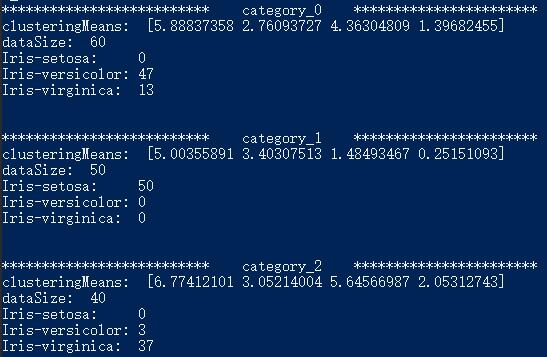 ************************** category_0 ***********************
clusteringMeans: [5.88837358 2.76093727 4.36304809 1.39682455]
dataSize: 60
Iris-setosa: 0
Iris-versicolor: 47
Iris-virginica: 13
************************** category_1 ***********************
clusteringMeans: [5.00355891 3.40307513 1.48493467 0.25151093]
dataSize: 50
Iris-setosa: 50
Iris-versicolor: 0
Iris-virginica: 0
************************** category_2 ***********************
clusteringMeans: [6.77412101 3.05214004 5.64566987 2.05312743]
dataSize: 40
Iris-setosa: 0
Iris-versicolor: 3
Iris-virginica: 37